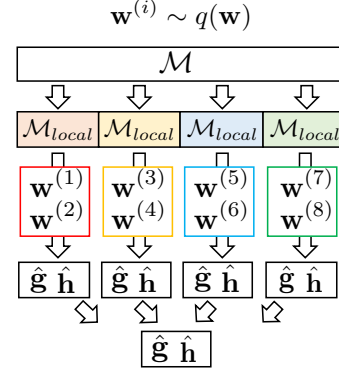 𝐰⁽ⁱ⁾ ∼ q(𝐰)
ℳ
ℳ_local ℳ_local ℳ_local ℳ_local
𝐰⁽¹⁾ 𝐰⁽³⁾ 𝐰⁽⁵⁾ 𝐰⁽⁷⁾
𝐰⁽²⁾ 𝐰⁽⁴⁾ 𝐰⁽⁶⁾ 𝐰⁽⁸⁾
𝐠̂ 𝐡̂ 𝐠̂ 𝐡̂ 𝐠̂ 𝐡̂ 𝐠̂ 𝐡̂
𝐠̂ 𝐡̂